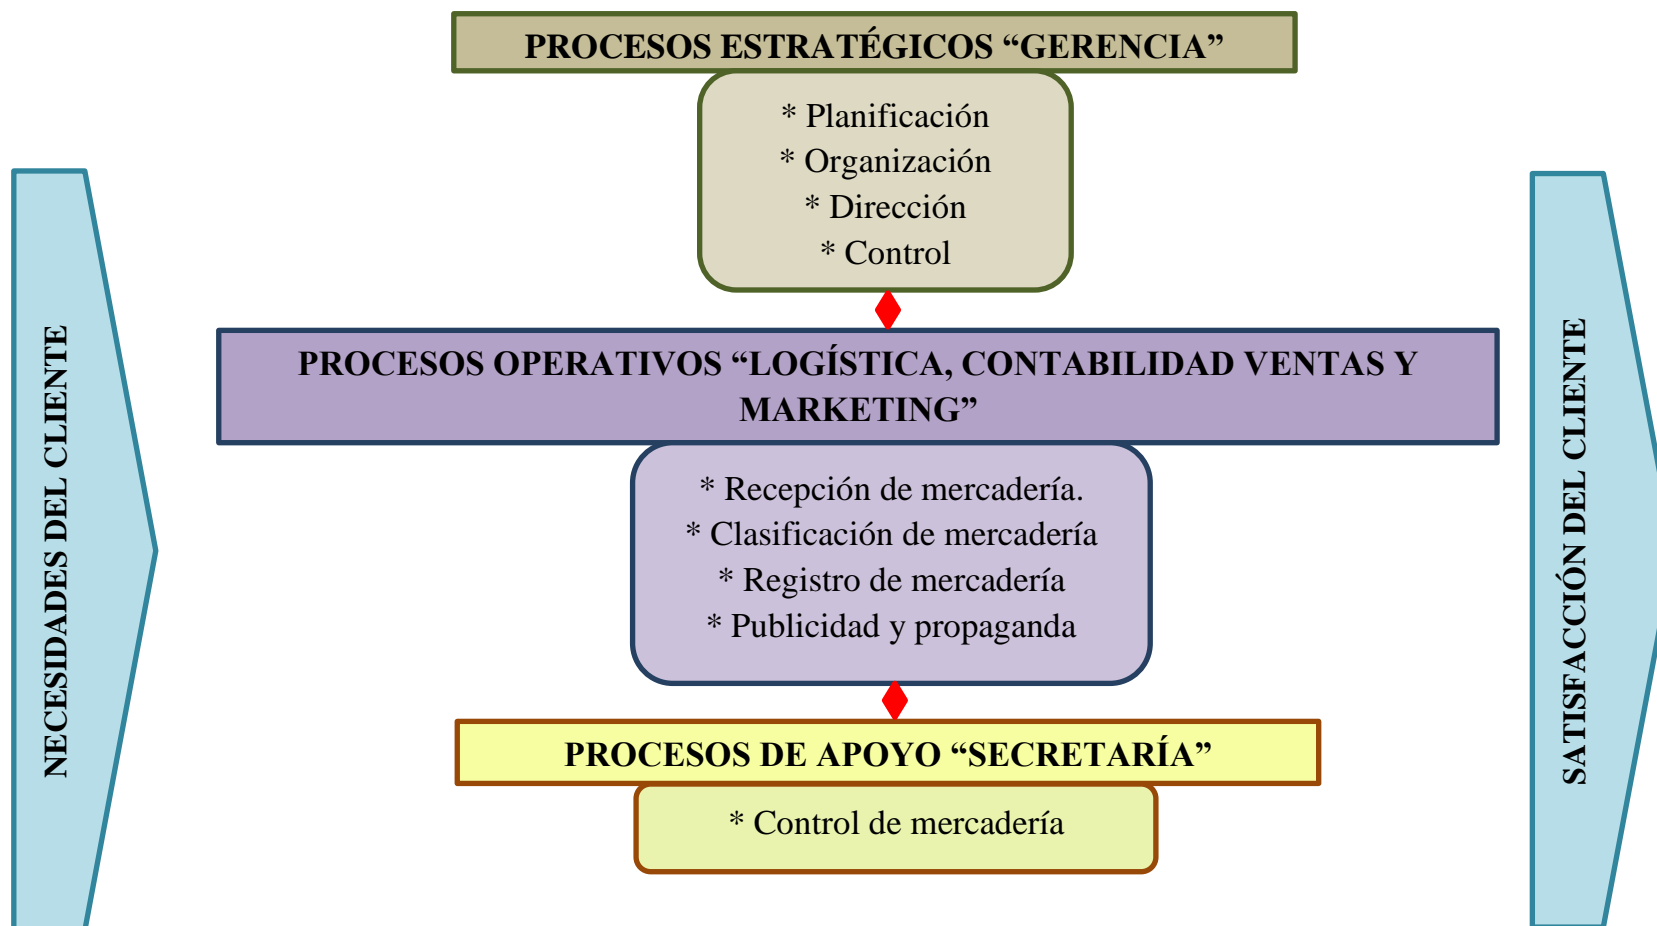 PROCESOS ESTRATÉGICOS “GERENCIA”
* Planificación
* Organización
* Dirección
* Control
NECESIDADES DEL CLIENTE
PROCESOS OPERATIVOS “LOGÍSTICA, CONTABILIDAD VENTAS Y
MARKETING”
* Recepción de mercadería.
* Clasificación de mercadería
* Registro de mercadería
* Publicidad y propaganda
PROCESOS DE APOYO “SECRETARÍA”
* Control de mercadería
SATISFACCIÓN DEL CLIENTE